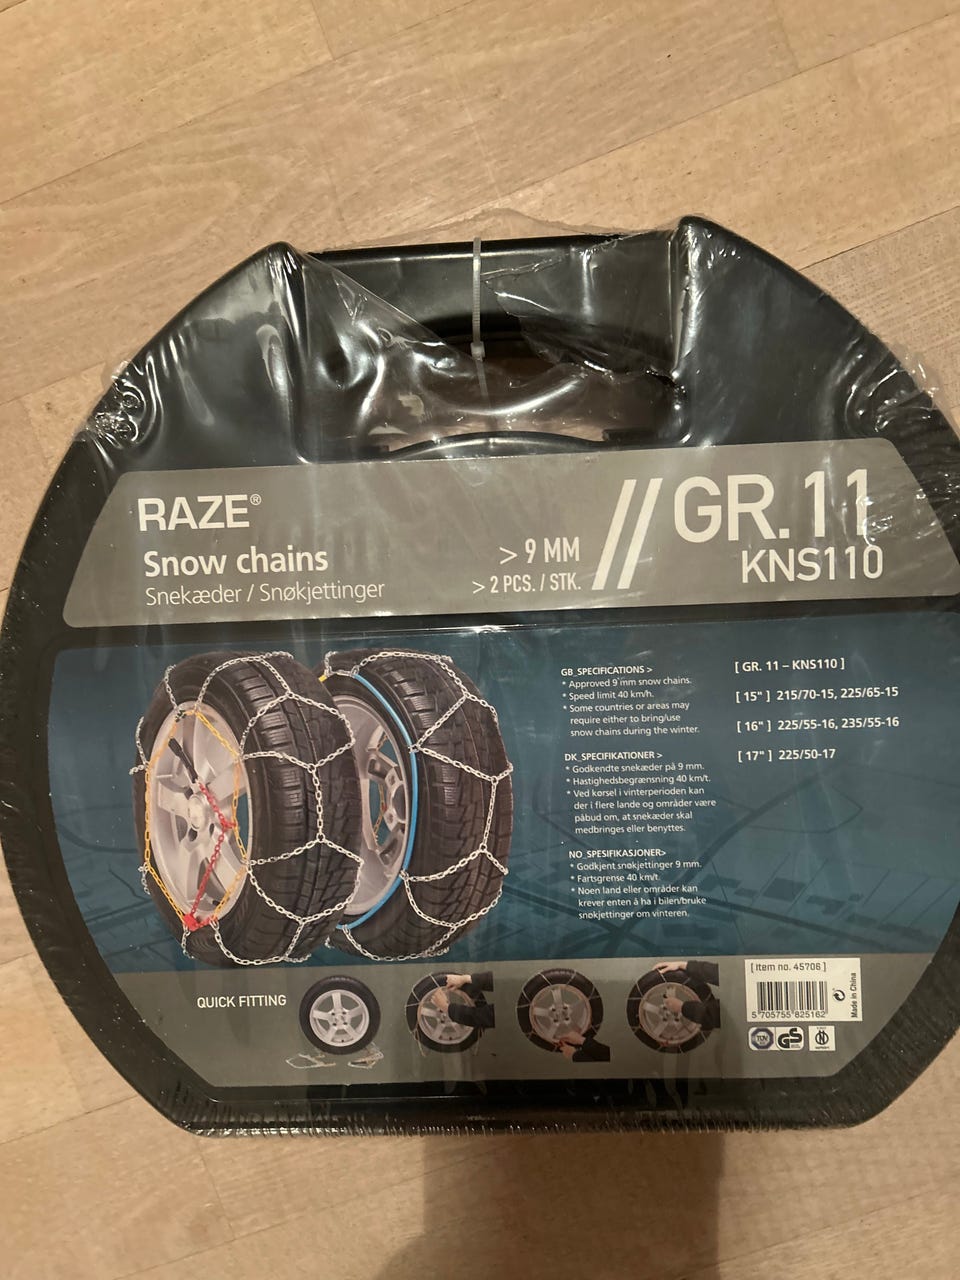 RAZE®
Snow chains
Snekæder / Snøkjettinger
> 9 MM
> 2 PCS. / STK.
// GR. 11
KNS110
GB_SPECIFICATIONS >
* Approved 9 mm snow chains.
* Speed limit 40 km/h.
* Some countries or areas may
require either to bring/use
snow chains during the winter.
DK_SPECIFIKATIONER >
* Godkendte snekæder på 9 mm.
* Hastighedsbegrænsning 40 km/t.
* Ved kørsel i vinterperioden kan
der i flere lande og områder være
påbud om, at snekæder skal
medbringes eller benyttes.
NO_SPESIFIKASJONER>
* Godkjent snøkjettinger 9 mm.
* Fartsgrense 40 km/t.
* Noen land eller områder kan
krever enten å ha i bilen/bruke
snøkjettinger om vinteren.
[ GR. 11 – KNS110 ]
[ 15" ] 215/70-15, 225/65-15
[ 16" ] 225/55-16, 235/55-16
[ 17" ] 225/50-17
QUICK FITTING
[ Item no. 45706 ]
5 705755 825162
Made in China
TÜV
GS